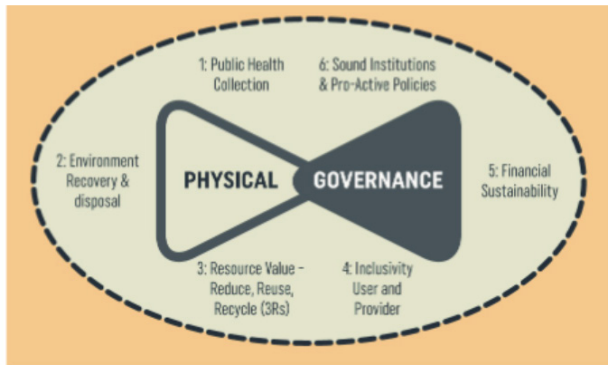 1: Public Health
Collection
6: Sound Institutions
& Pro-Active Policies
2: Environment
Recovery &
disposal
PHYSICAL
GOVERNANCE
5: Financial
Sustainability
3: Resource Value –
Reduce, Reuse,
Recycle (3Rs)
4: Inclusivity
User and
Provider